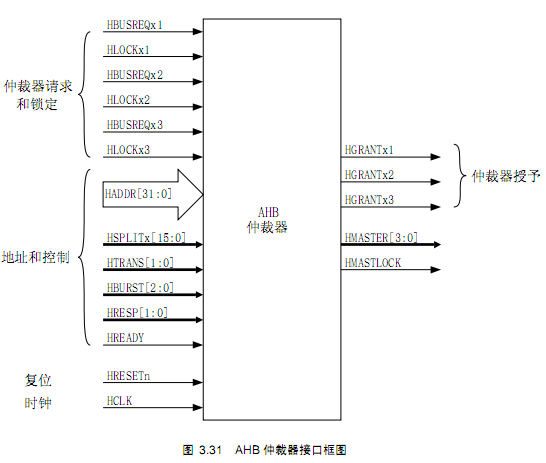 HBUSREQx1
HLOCKx1
仲裁器请求
和锁定
HBUSREQx2
HLOCKx2
HBUSREQx3
HLOCKx3
HADDR[31:0]
地址和控制
HSPLITx[15:0]
HTRANS[1:0]
HBURST[2:0]
HRESP[1:0]
HREADY
复位
HRESETn
时钟
HCLK
AHB
仲裁器
HGRANTx1
HGRANTx2
HGRANTx3
仲裁器授予
HMASTER[3:0]
HMASTLOCK
图 3.31 AHB 仲裁器接口框图